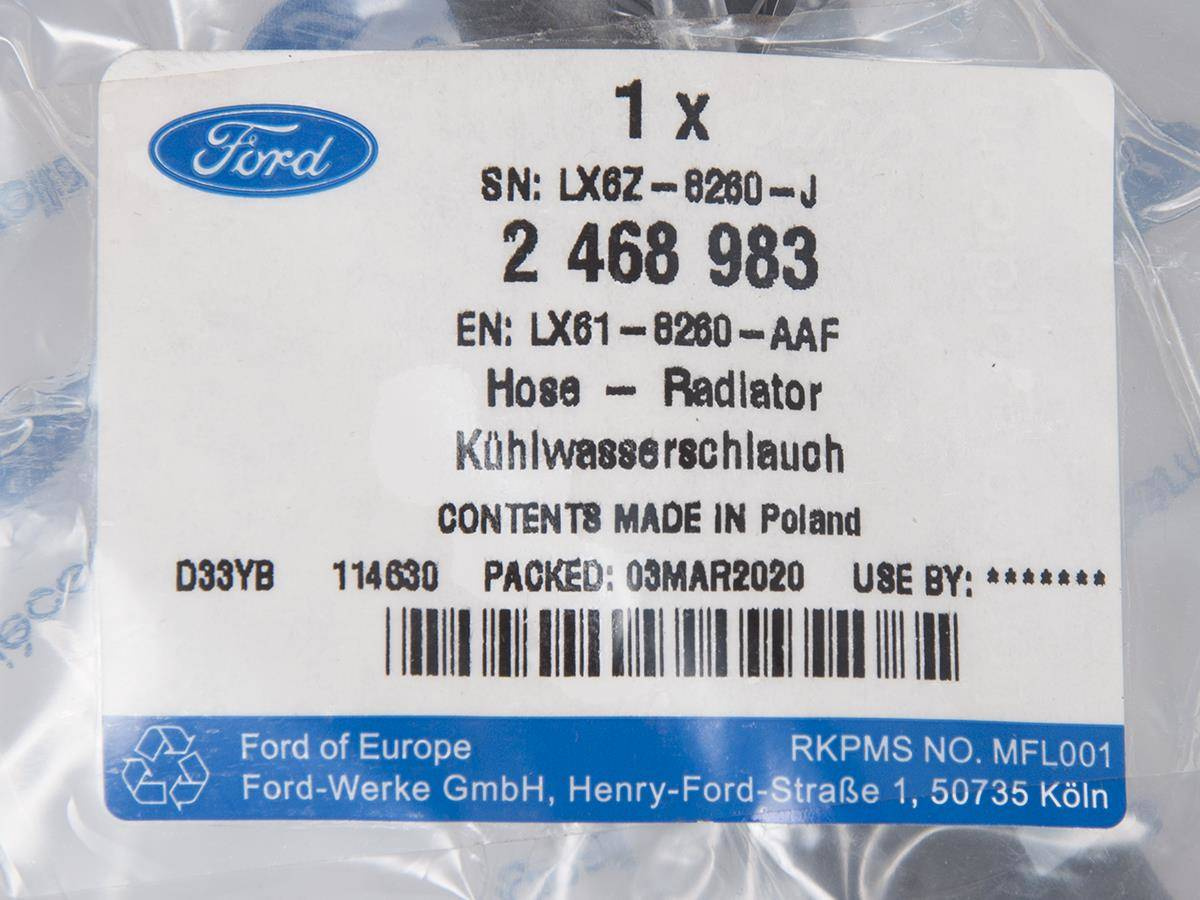 Ford
1 x
SN: LX6Z-8260-J
2 468 983
EN: LX61-8260-AAF
Hose - Radiator
Kühlwasserschlauch
CONTENTS MADE IN Poland
D33YB 114630 PACKED: 03MAR2020 USE BY: *******
Ford of Europe RKPMS NO. MFL001
Ford-Werke GmbH, Henry-Ford-Straße 1, 50735 Köln